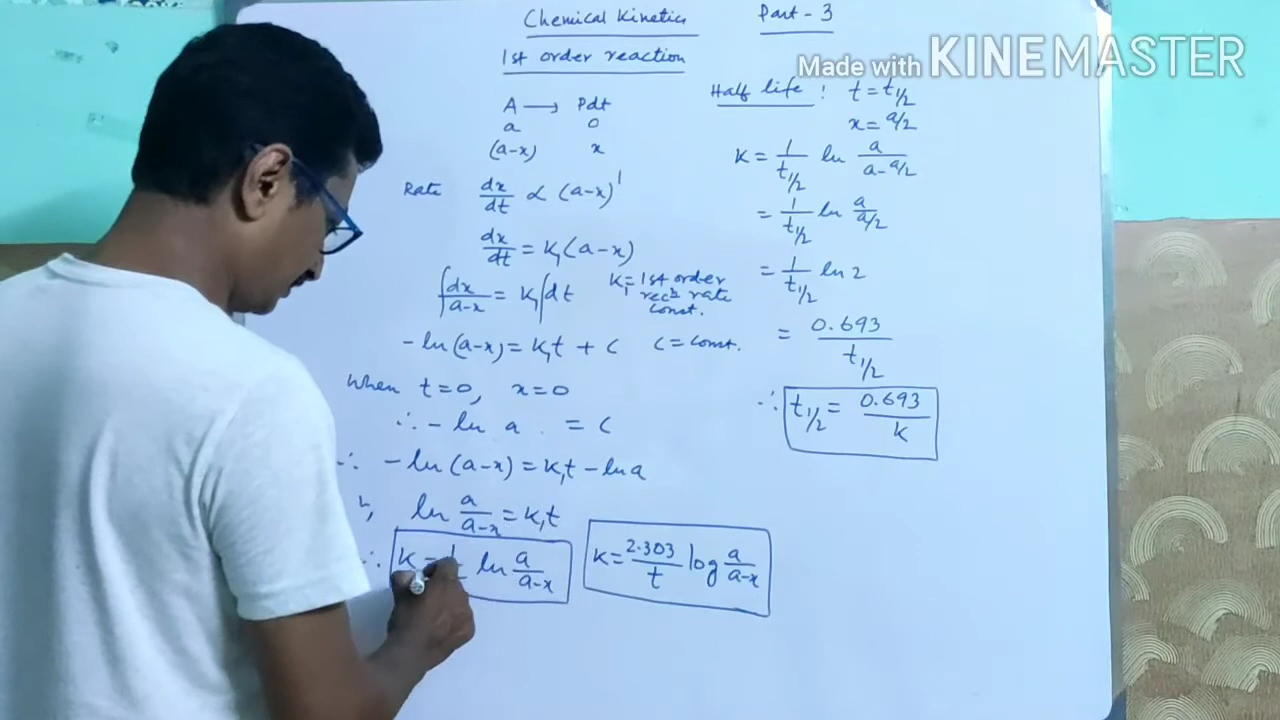 Chemical Kinetics Part - 3
Made with KINEMASTER
1st order reaction
A → Pdt
a 0
(a-x) x
Rate dx/dt ∝ (a-x)¹
dx/dt = K₁(a-x)
∫dx/a-x = K₁∫dt
K₁ = 1st order
recⁿ rate
const.
-ln(a-x) = K₁t + C C = const.
When t=0, x=0
∴ -ln a = C
∴ -ln(a-x) = K₁t - ln a
ln a/a-x = K₁t
∴ K = 1/ ln a/a-x
K = 2.303/t log a/a-x
Half life : t = t1/2
x = a/2
K = 1/t1/2 ln a/a-a/2
= 1/t1/2 ln a/a/2
= 1/t1/2 ln 2
= 0.693/t1/2
∴ t1/2 = 0.693/K